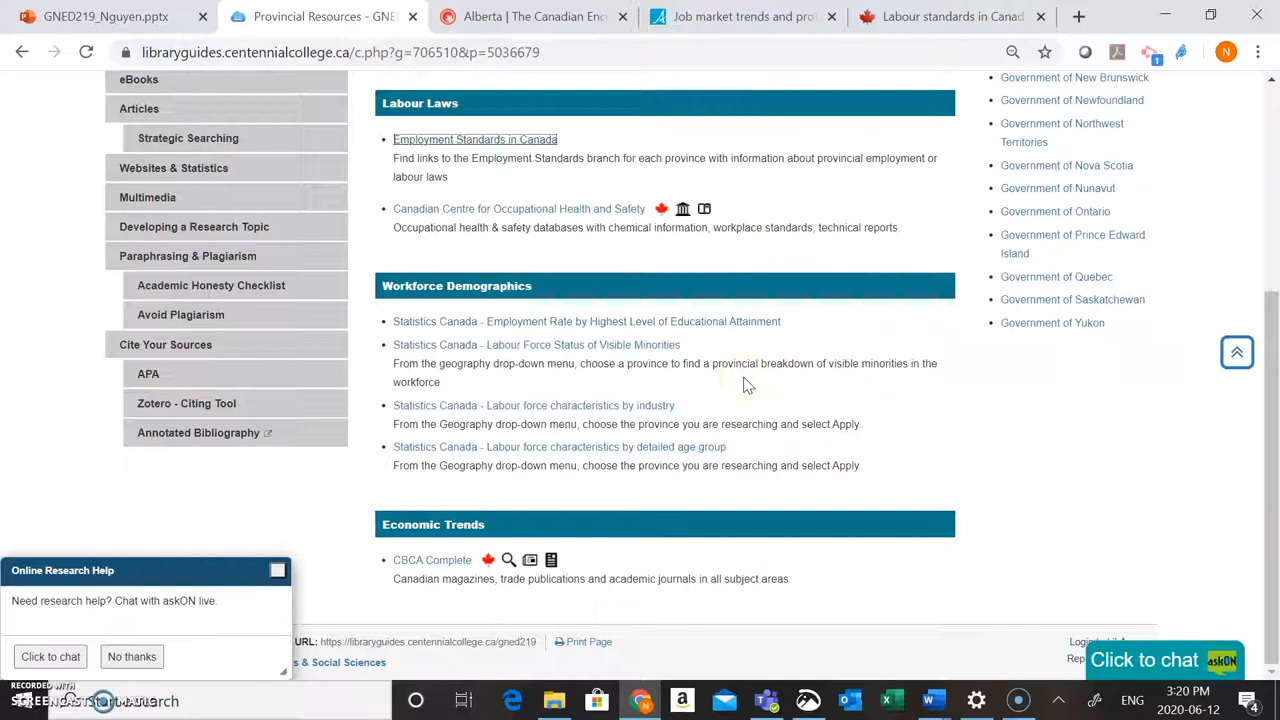 GNED219_Nguyen.pptx
Provincial Resources - GNE
Alberta | The Canadian Enc
Job market trends and pro
Labour standards in Canad
libraryguides.centennialcollege.ca/c.php?g=706510&p=5036679
N
1
eBooks
Articles
Strategic Searching
Websites & Statistics
Multimedia
Developing a Research Topic
Paraphrasing & Plagiarism
Academic Honesty Checklist
Avoid Plagiarism
Cite Your Sources
APA
Zotero - Citing Tool
Annotated Bibliography
Labour Laws
Employment Standards in Canada
Find links to the Employment Standards branch for each province with information about provincial employment or
labour laws
Canadian Centre for Occupational Health and Safety
Occupational health & safety databases with chemical information, workplace standards, technical reports.
Workforce Demographics
Statistics Canada - Employment Rate by Highest Level of Educational Attainment
Statistics Canada - Labour Force Status of Visible Minorities
From the geography drop-down menu, choose a province to find a provincial breakdown of visible minorities in the
workforce
Statistics Canada - Labour force characteristics by industry
From the Geography drop-down menu, choose the province you are researching and select Apply.
Statistics Canada - Labour force characteristics by detailed age group
From the Geography drop-down menu, choose the province you are researching and select Apply
Economic Trends
CBCA Complete
Canadian magazines, trade publications and academic journals in all subject areas.
Government of New Brunswick
Government of Newfoundland
Government of Northwest
Territories
Government of Nova Scotia
Government of Nunavut
Government of Ontario
Government of Prince Edward
Island
Government of Quebec
Government of Saskatchewan
Government of Yukon
Online Research Help
Need research help? Chat with askON live.
Click to chat
No thanks
URL: https://libraryguides.centennialcollege.ca/gned219
Print Page
s & Social Sciences
Click to chat askON
RECORDED WITH
ENG
3:20 PM
2020-06-12
4